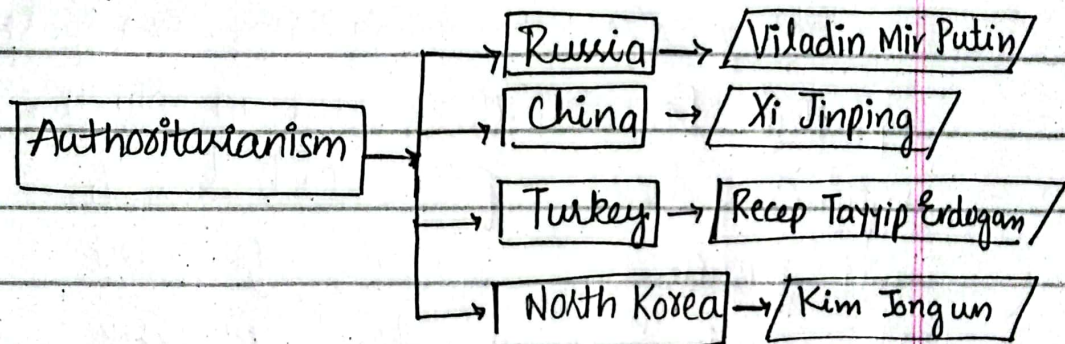 Russia → Viladin Mir Putin
China → Xi Jinping
Authoritarianism
Turkey → Recep Tayyip Erdogan
North Korea → Kim Jong un